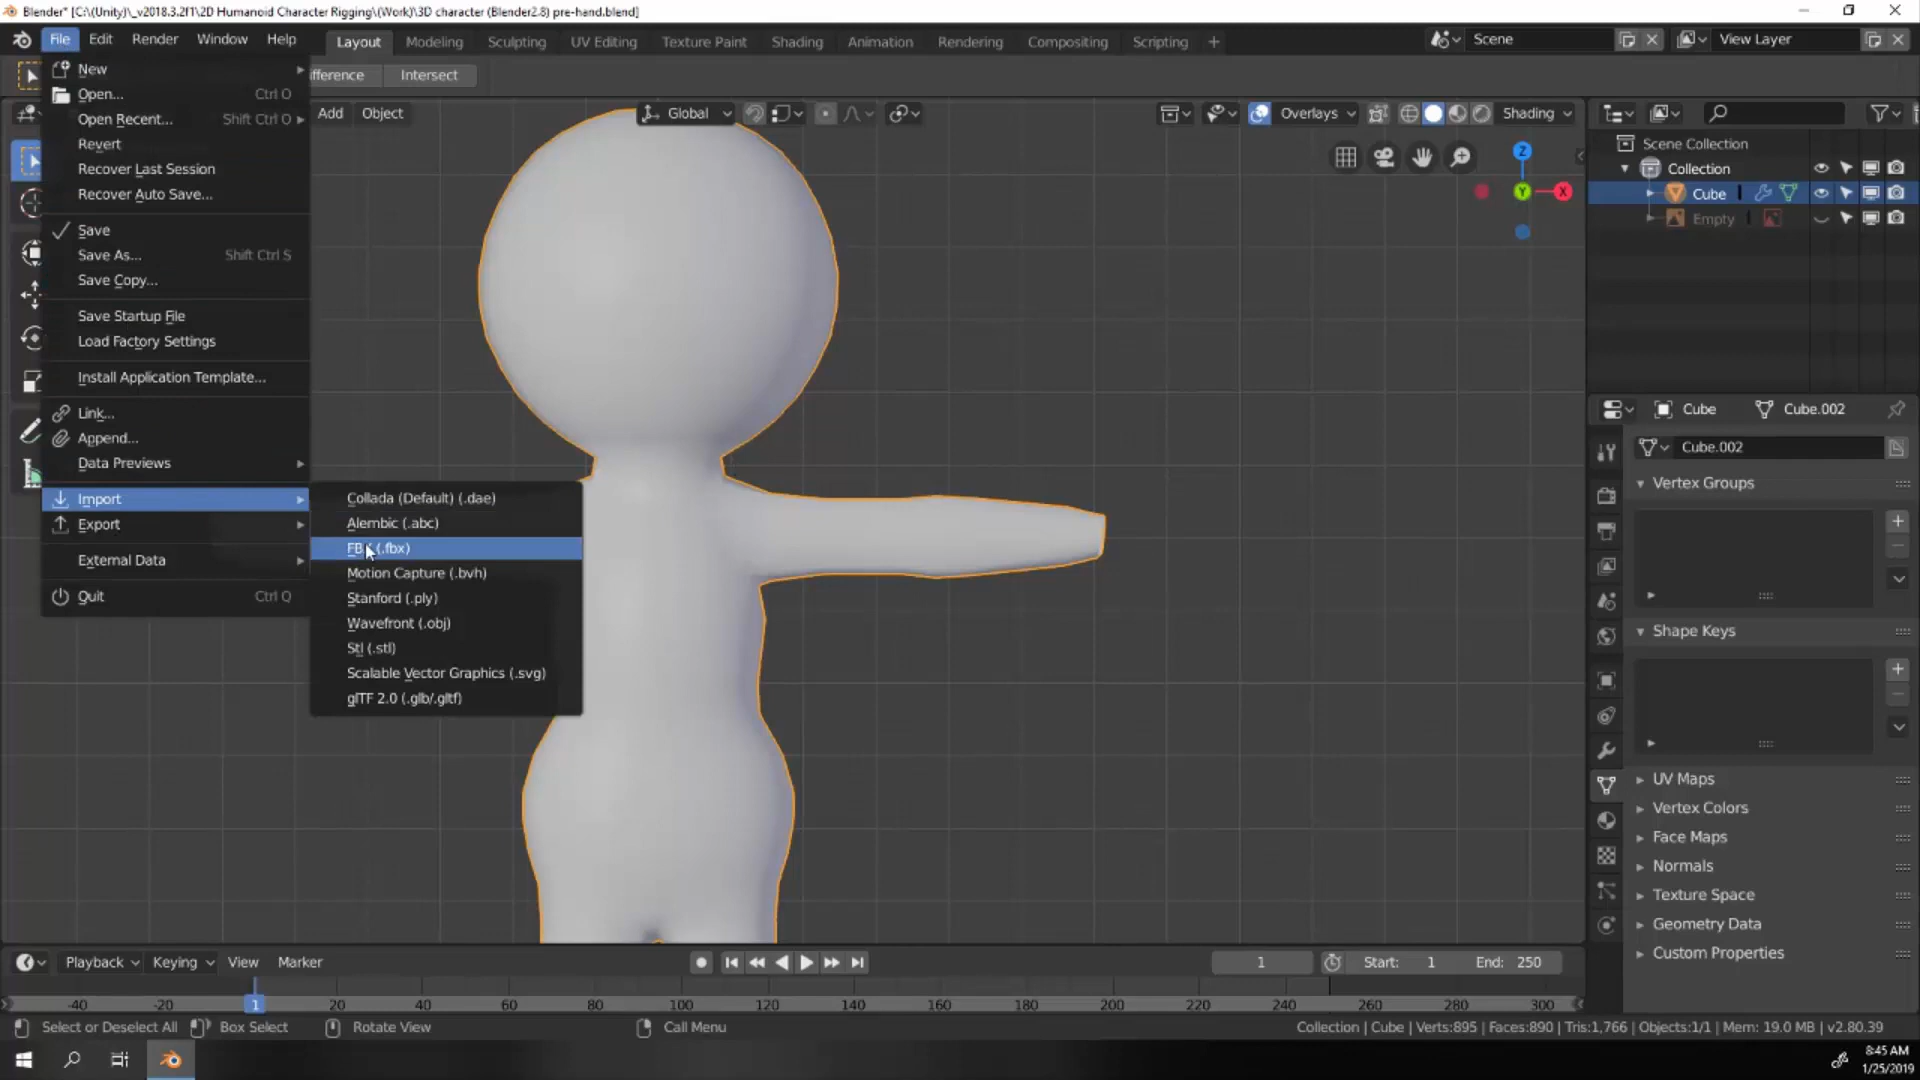 Blender* [C:\(Unity)\_v2018.3.2f1\2D Humanoid Character Rigging\(Work)\3D character (Blender2.8) pre-hand.blend]
File Edit Render Window Help Layout Modeling Sculpting UV Editing Texture Paint Shading Animation Rendering Compositing Scripting + Scene View Layer
ifference Intersect
Add Object Global Overlays Shading
New
Open... Ctrl O
Open Recent... Shift Ctrl O
Revert
Recover Last Session
Recover Auto Save...
Save
Save As... Shift Ctrl S
Save Copy...
Save Startup File
Load Factory Settings
Install Application Template...
Link...
Append...
Data Previews
Import
Export
External Data
Quit Ctrl Q
Collada (Default) (.dae)
Alembic (.abc)
FBX (.fbx)
Motion Capture (.bvh)
Stanford (.ply)
Wavefront (.obj)
Stl (.stl)
Scalable Vector Graphics (.svg)
glTF 2.0 (.glb/.gltf)
Z
Y X
Scene Collection
Collection
Cube
Empty
Cube Cube.002
Cube.002
Vertex Groups
Shape Keys
UV Maps
Vertex Colors
Face Maps
Normals
Texture Space
Geometry Data
Custom Properties
Playback Keying View Marker 1 Start: 1 End: 250
-40 -20 1 20 40 60 80 100 120 140 160 180 200 220 240 260 280 300
Select or Deselect All Box Select Rotate View Call Menu Collection | Cube | Verts:895 | Faces:890 | Tris:1,766 | Objects:1/1 | Mem: 19.0 MB | v2.80.39
8:45 AM
1/25/2019